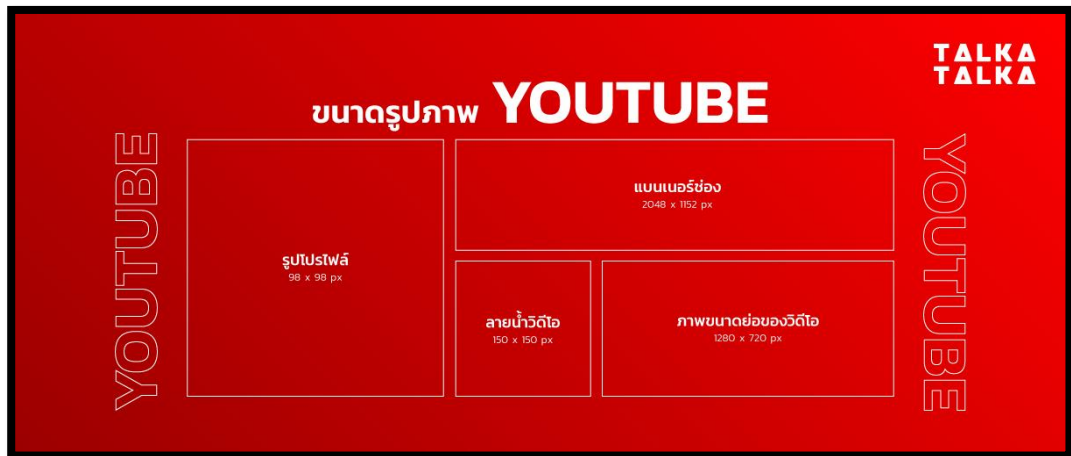 TALKA
TALKA
ขนาดรูปภาพ YOUTUBE
YOUTUBE
YOUTUBE
รูปโปรไฟล์
98 x 98 px
แบนเนอร์ช่อง
2048 x 1152 px
ลายน้ำวิดีโอ
150 x 150 px
ภาพขนาดย่อของวิดีโอ
1280 x 720 px